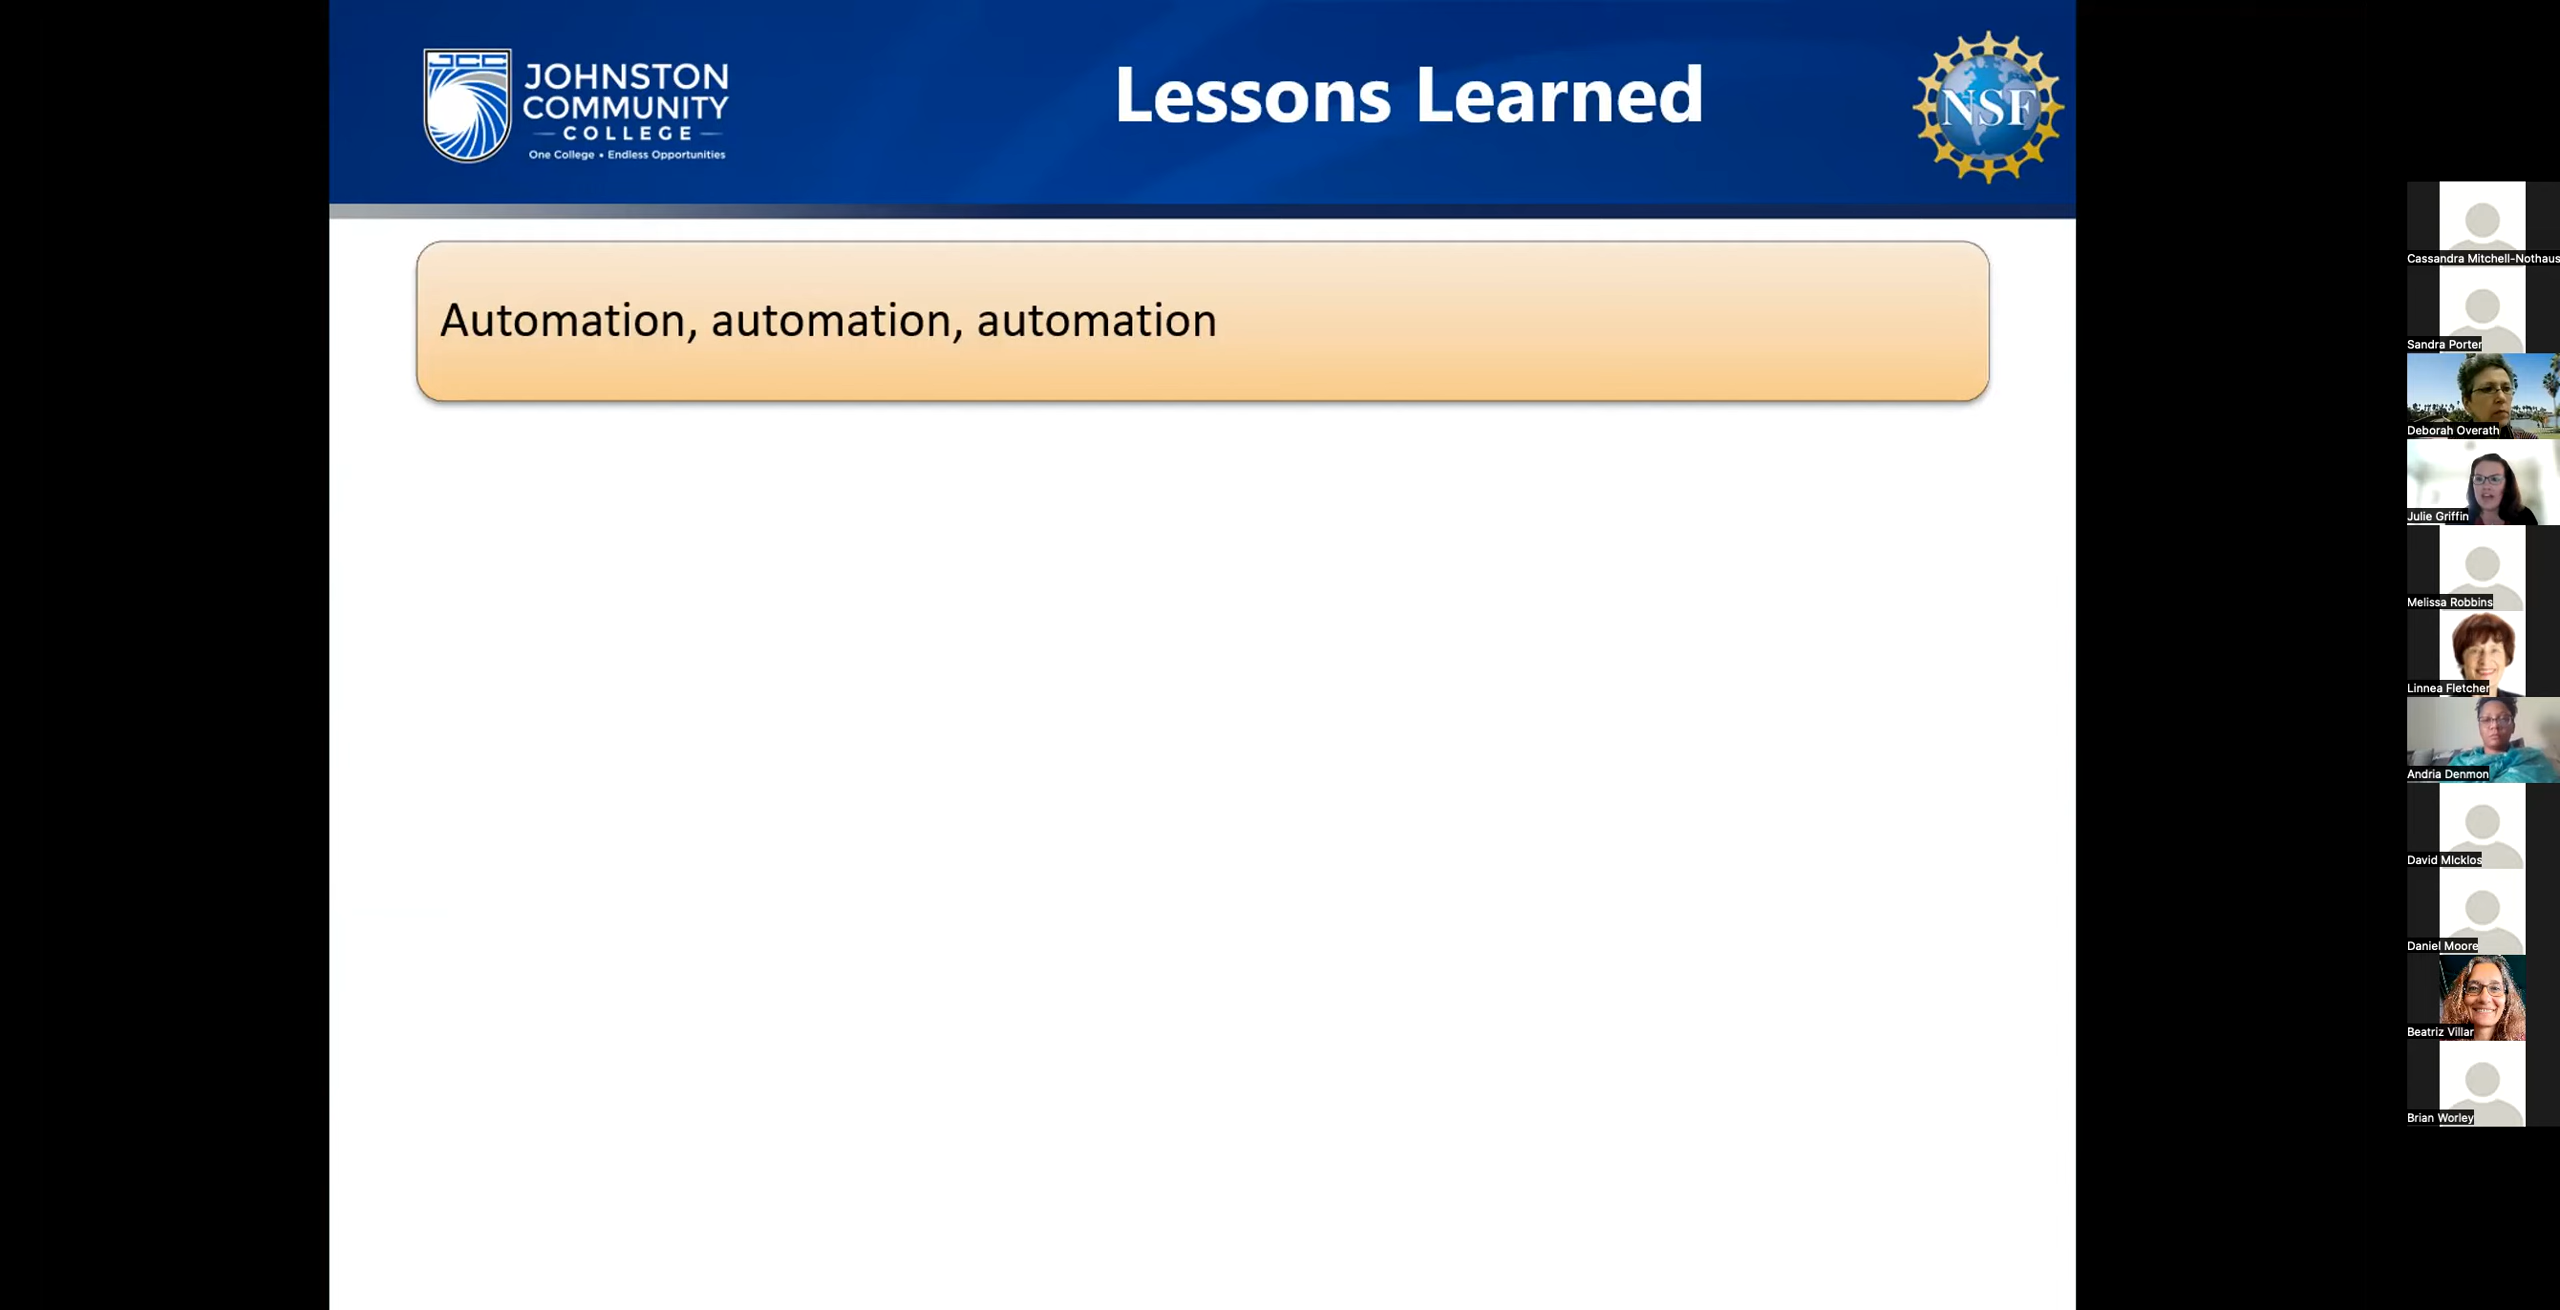 JCC
JOHNSTON
COMMUNITY
COLLEGE
One College • Endless Opportunities
Lessons Learned
NSF
Automation, automation, automation
Cassandra Mitchell-Nothaus
Sandra Porter
Deborah Overath
Julie Griffin
Melissa Robbins
Linnea Fletcher
Andria Denmon
David MIcklos
Daniel Moore
Beatriz Villar
Brian Worley